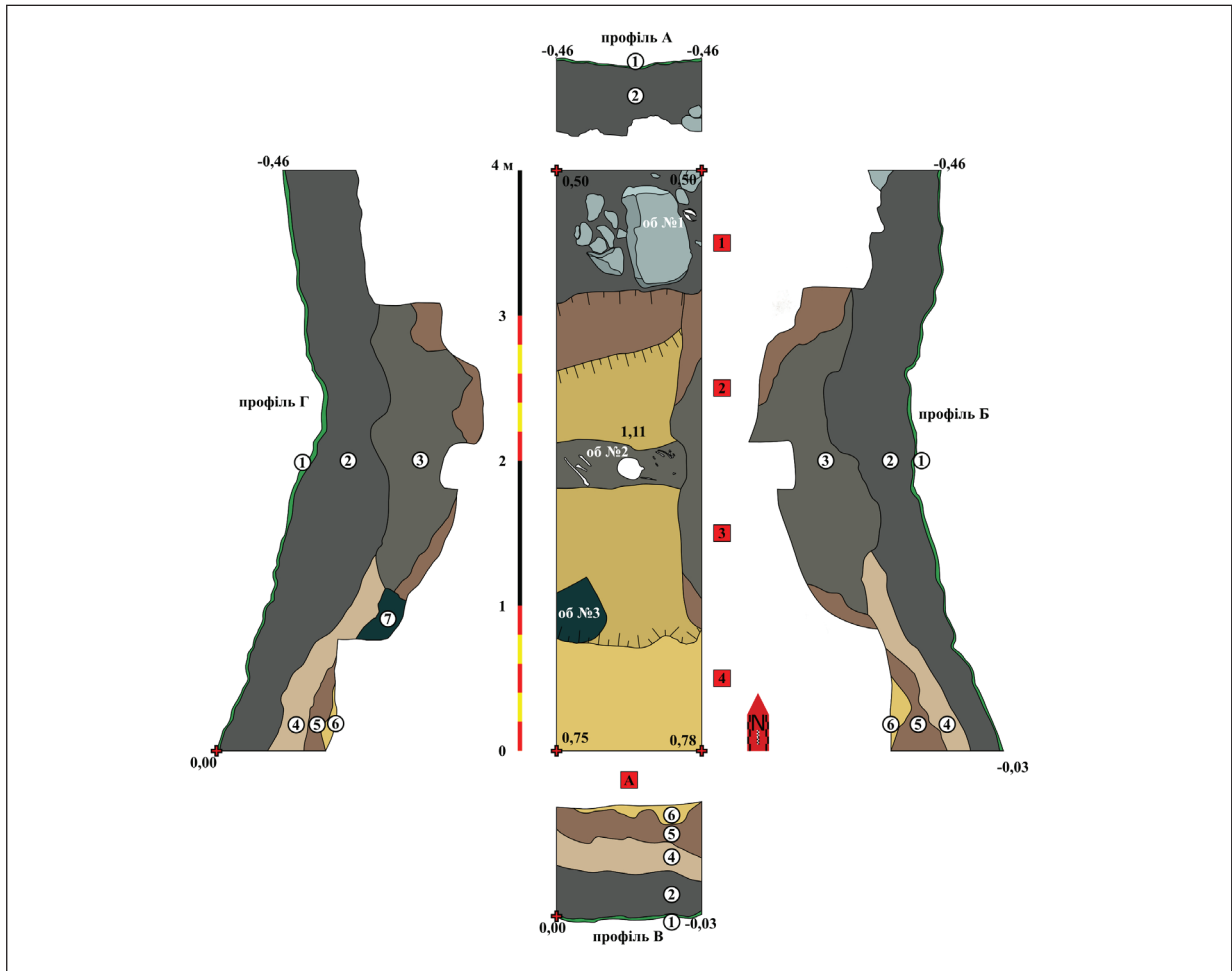 профіль А
-0,46 -0,46
1
2
-0,46 4 м 0,50 0,50 -0,46
об №1
1
3
2
профіль Г профіль Б
1,11
об №2
1 2 3 2 3 2 1
3
1 об №3
7
4
4 5 6 N 6 5 4
0,75 0,78
0,00 0 -0,03
А
6
5
4
2
1
0,00 -0,03
профіль В